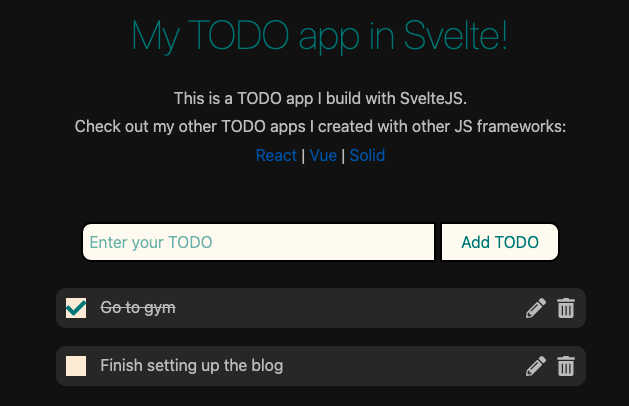 My TODO app in Svelte!
This is a TODO app I build with SvelteJS.
Check out my other TODO apps I created with other JS frameworks:
React | Vue | Solid
Enter your TODO
Add TODO
Go to gym
Finish setting up the blog